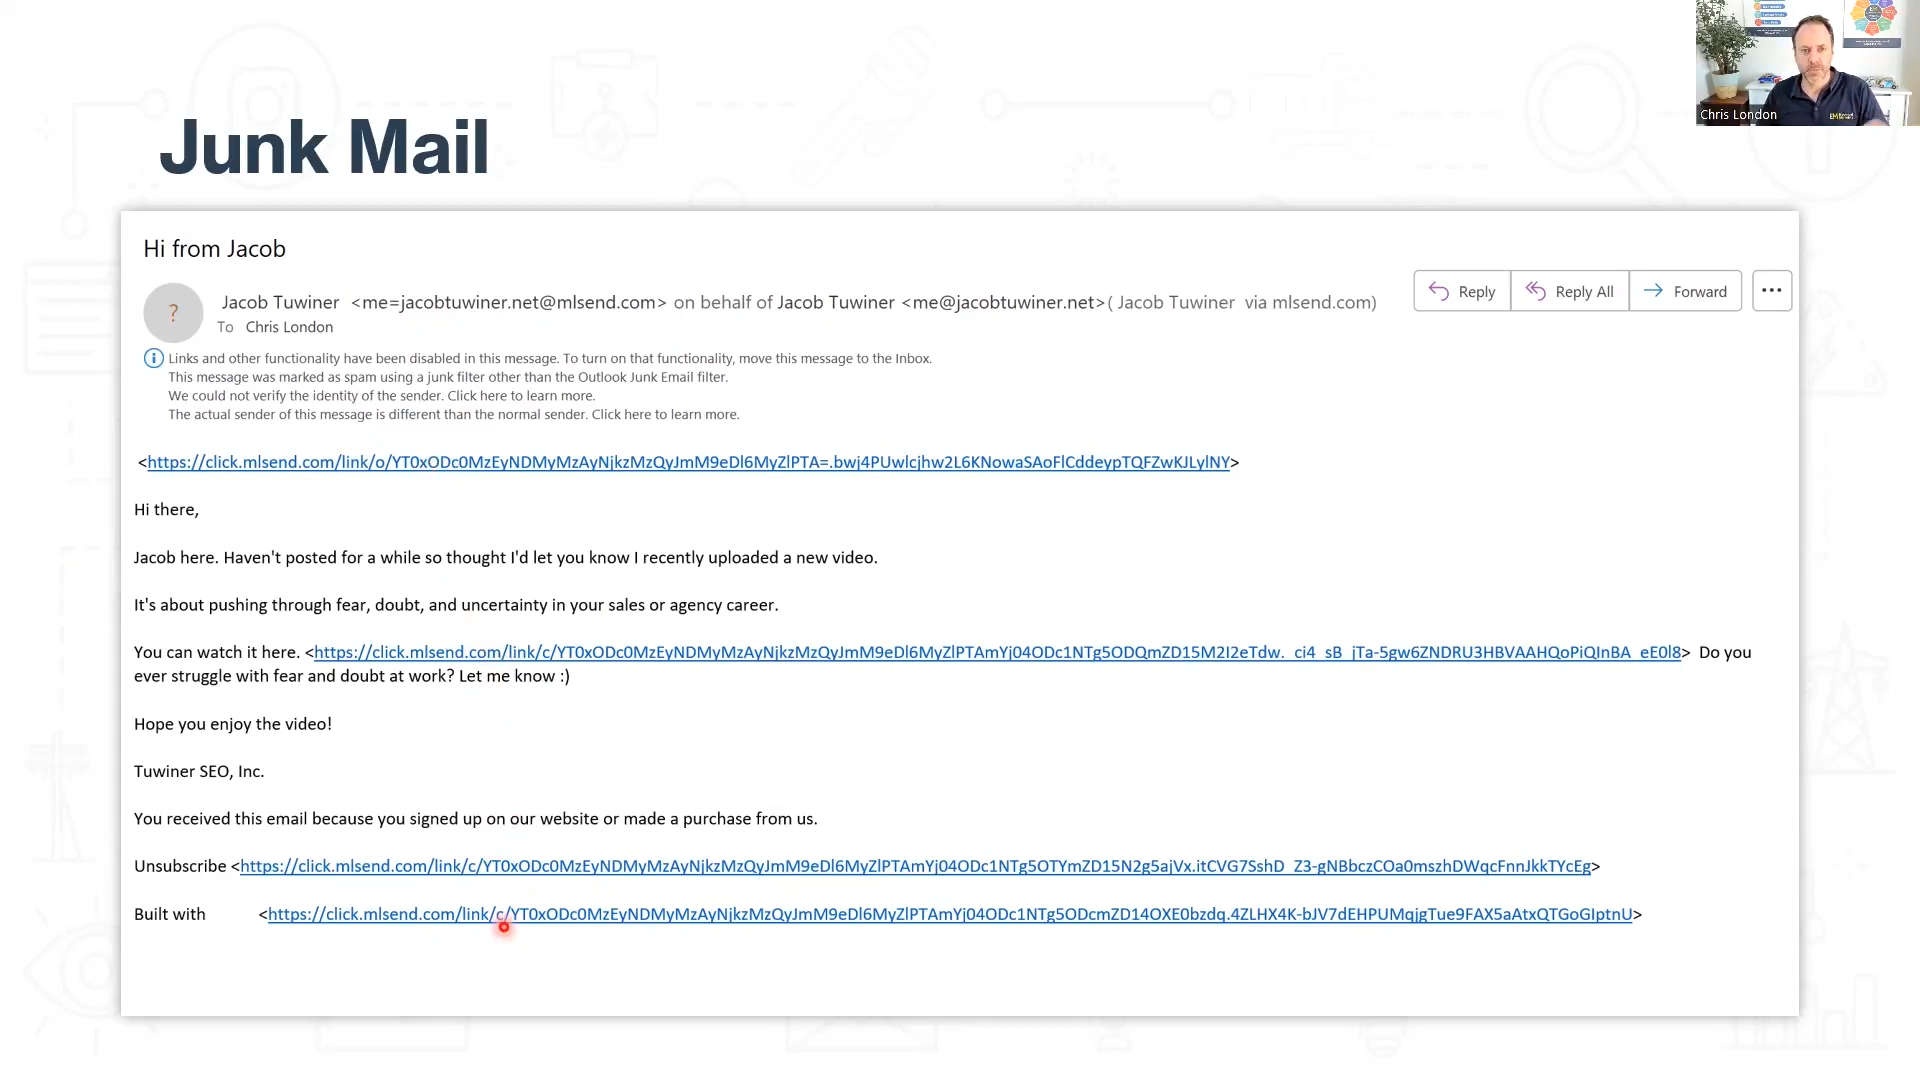 Chris London
Junk Mail
Hi from Jacob
Jacob Tuwiner <me=jacobtuwiner.net@mlsend.com> on behalf of Jacob Tuwiner <me@jacobtuwiner.net>( Jacob Tuwiner via mlsend.com)
Reply
Reply All
Forward
To Chris London
Links and other functionality have been disabled in this message. To turn on that functionality, move this message to the Inbox.
This message was marked as spam using a junk filter other than the Outlook Junk Email filter.
We could not verify the identity of the sender. Click here to learn more.
The actual sender of this message is different than the normal sender. Click here to learn more.
<https://click.mlsend.com/link/o/YT0xODc0MzEyNDMyMzAyNjkzMzQyJmM9eDl6MyZlPTA=.bwj4PUwlcjhw2L6KNowaSAoFlCddeypTQFZwKJLylNY>
Hi there,
Jacob here. Haven't posted for a while so thought I'd let you know I recently uploaded a new video.
It's about pushing through fear, doubt, and uncertainty in your sales or agency career.
You can watch it here. <https://click.mlsend.com/link/c/YT0xODc0MzEyNDMyMzAyNjkzMzQyJmM9eDl6MyZlPTAmYj04ODc1NTg5ODQmZD15M2I2eTdw._ci4_sB_jTa-5gw6ZNDRU3HBVAAHQoPiQInBA_eE0l8> Do you
ever struggle with fear and doubt at work? Let me know :)
Hope you enjoy the video!
Tuwiner SEO, Inc.
You received this email because you signed up on our website or made a purchase from us.
Unsubscribe <https://click.mlsend.com/link/c/YT0xODc0MzEyNDMyMzAyNjkzMzQyJmM9eDl6MyZlPTAmYj04ODc1NTg5OTYmZD15N2g5ajVx.itCVG7SshD_Z3-gNBbczCOa0mszhDWqcFnnJkkTYcEg>
Built with <https://click.mlsend.com/link/c/YT0xODc0MzEyNDMyMzAyNjkzMzQyJmM9eDl6MyZlPTAmYj04ODc1NTg5ODcmZD14OXE0bzdq.4ZLHX4K-bJV7dEHPUMqjgTue9FAX5aAtxQTGoGIptnU>